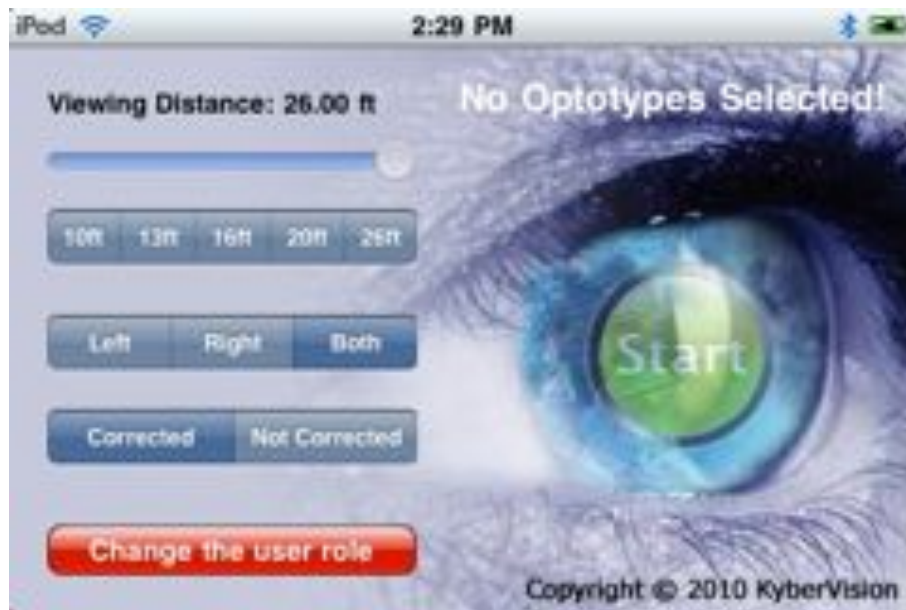 iPod 2:29 PM
Viewing Distance: 26.00 ft
No Optotypes Selected!
10ft 13ft 16ft 20ft 26ft
Left Right Both
Start
Corrected Not Corrected
Change the user role
Copyright © 2010 KyberVision